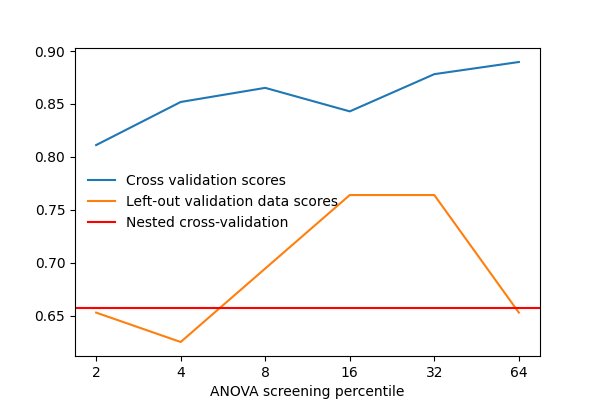 0.90
0.85
0.80
0.75
0.70
0.65
Cross validation scores
Left-out validation data scores
Nested cross-validation
2 4 8 16 32 64
ANOVA screening percentile